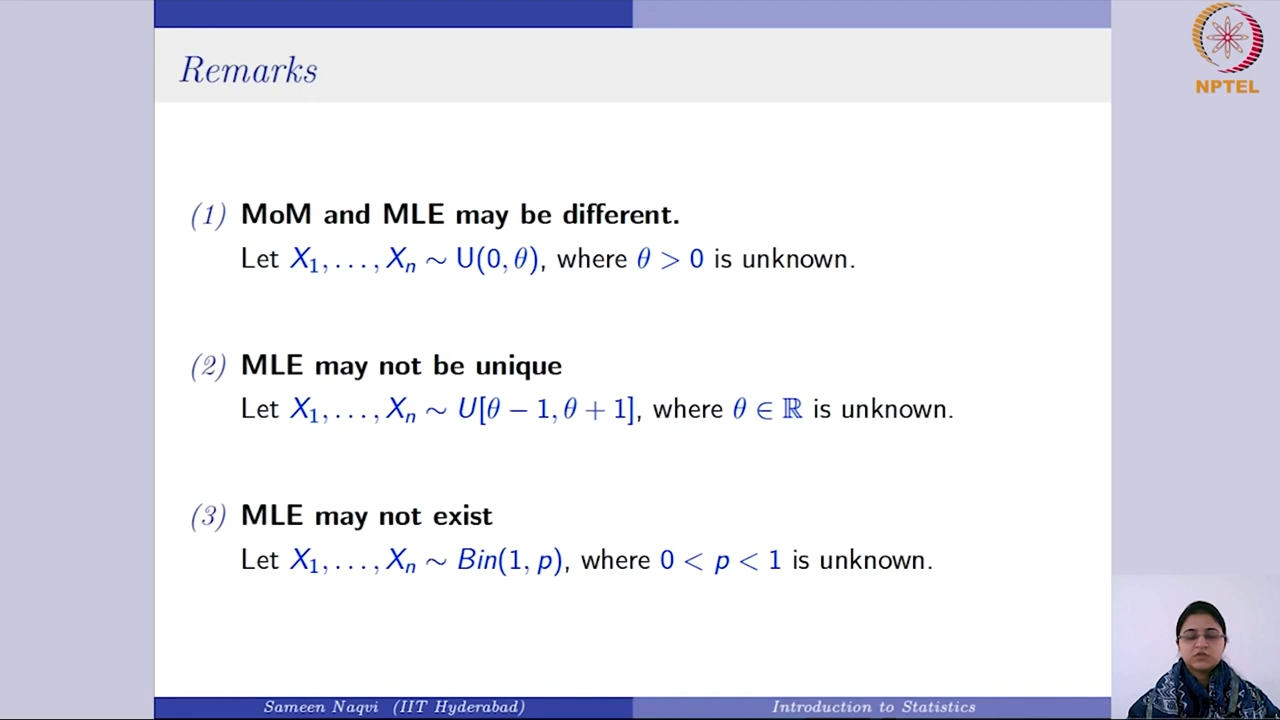 Remarks
NPTEL
(1) MoM and MLE may be different.
Let X₁, . . . , Xₙ ∼ U(0, θ), where θ > 0 is unknown.
(2) MLE may not be unique
Let X₁, . . . , Xₙ ∼ U[θ − 1, θ + 1], where θ ∈ ℝ is unknown.
(3) MLE may not exist
Let X₁, . . . , Xₙ ∼ Bin(1, p), where 0 < p < 1 is unknown.
Sameen Naqvi (IIT Hyderabad)
Introduction to Statistics